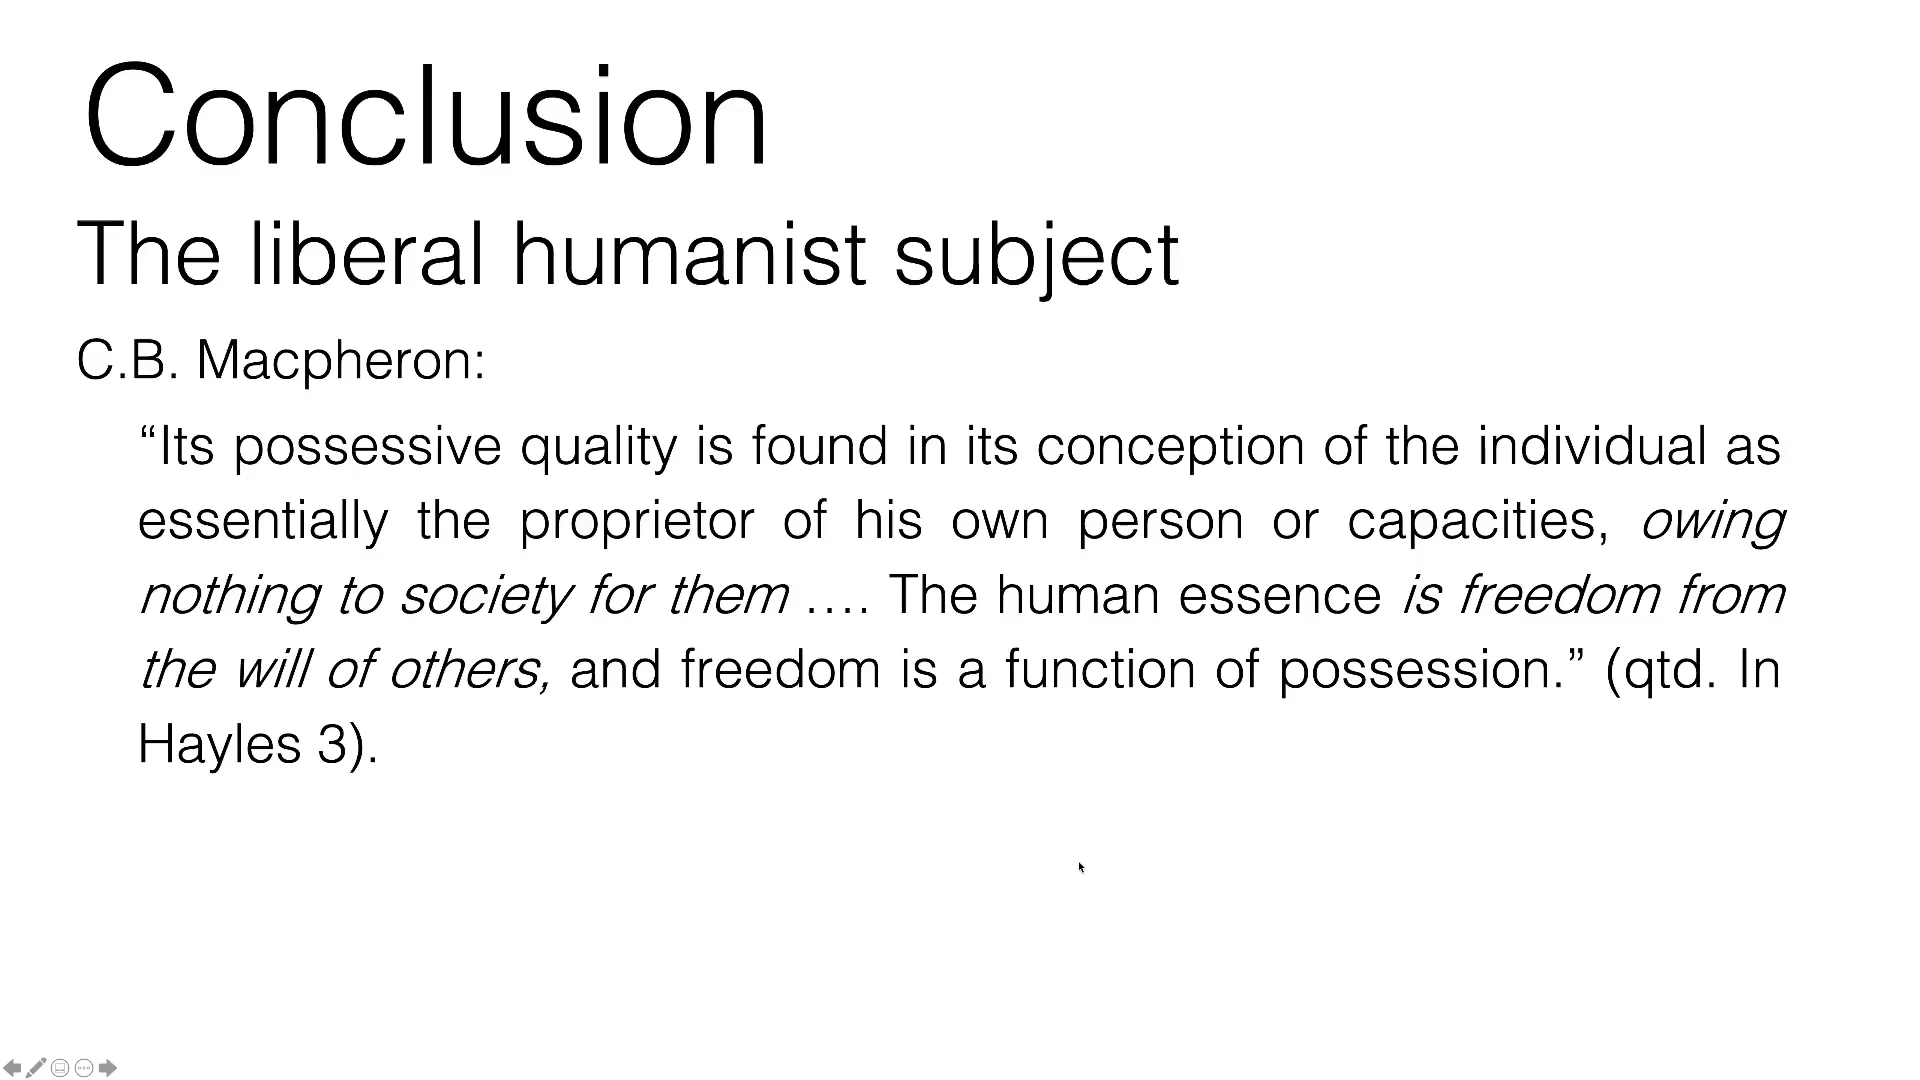 Conclusion
The liberal humanist subject
C.B. Macpheron:
“Its possessive quality is found in its conception of the individual as
essentially the proprietor of his own person or capacities, owing
nothing to society for them …. The human essence is freedom from
the will of others, and freedom is a function of possession.” (qtd. In
Hayles 3).